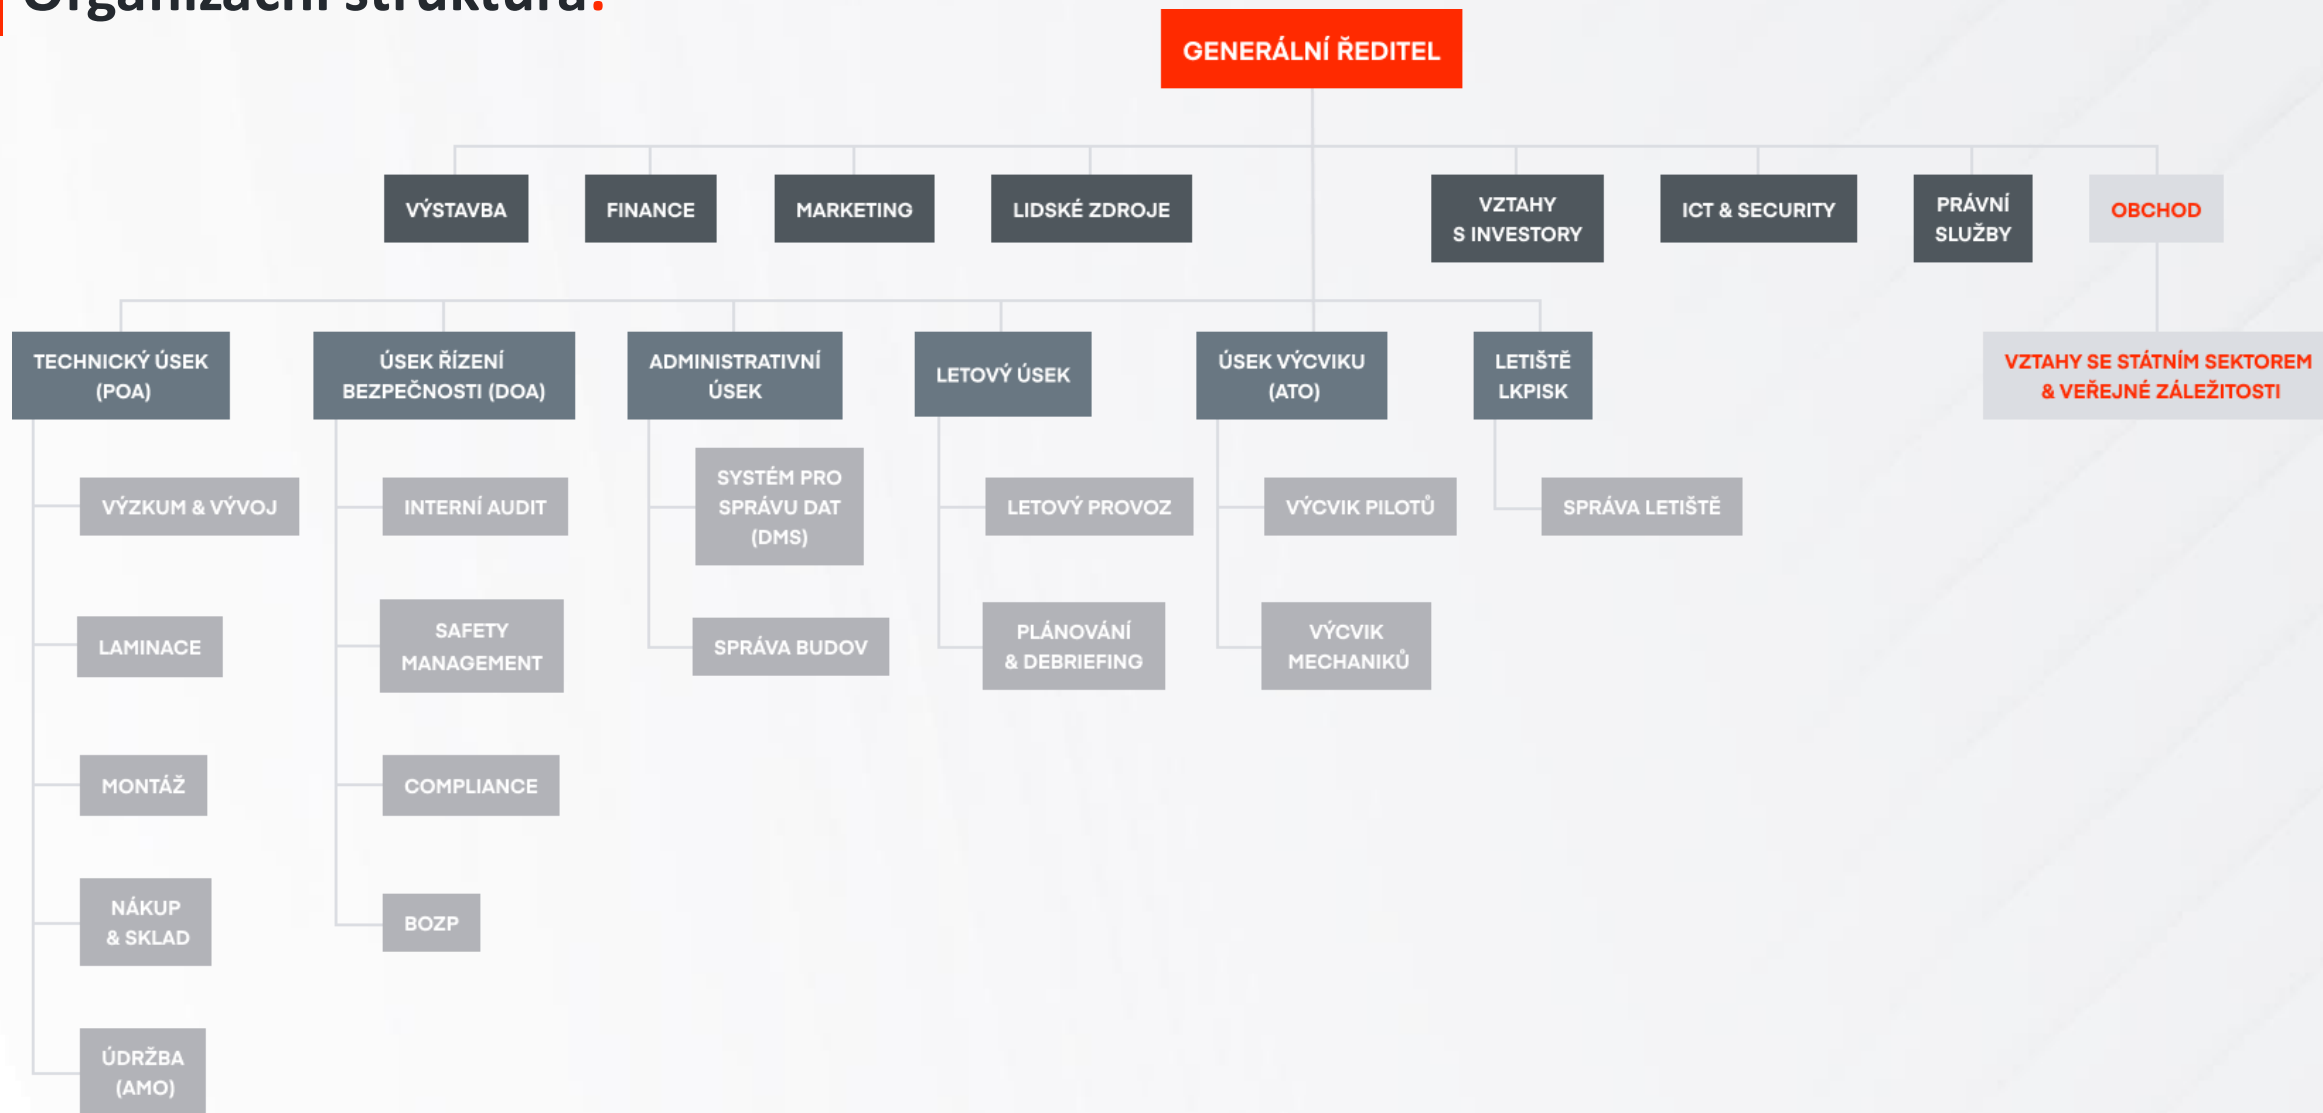 Organizační struktura.
GENERÁLNÍ ŘEDITEL
VÝSTAVBA
FINANCE
MARKETING
LIDSKÉ ZDROJE
VZTAHY
S INVESTORY
ICT & SECURITY
PRÁVNÍ
SLUŽBY
OBCHOD
TECHNICKÝ ÚSEK
(POA)
ÚSEK ŘÍZENÍ
BEZPEČNOSTI (DOA)
ADMINISTRATIVNÍ
ÚSEK
LETOVÝ ÚSEK
ÚSEK VÝCVIKU
(ATO)
LETIŠTĚ
LKPISK
VZTAHY SE STÁTNÍM SEKTOREM
& VEŘEJNÉ ZÁLEŽITOSTI
VÝZKUM & VÝVOJ
LAMINACE
MONTÁŽ
NÁKUP
& SKLAD
ÚDRŽBA
(AMO)
INTERNÍ AUDIT
SAFETY
MANAGEMENT
COMPLIANCE
BOZP
SYSTÉM PRO
SPRÁVU DAT
(DMS)
SPRÁVA BUDOV
LETOVÝ PROVOZ
PLÁNOVÁNÍ
& DEBRIEFING
VÝCVIK PILOTŮ
VÝCVIK
MECHANIKŮ
SPRÁVA LETIŠTĚ